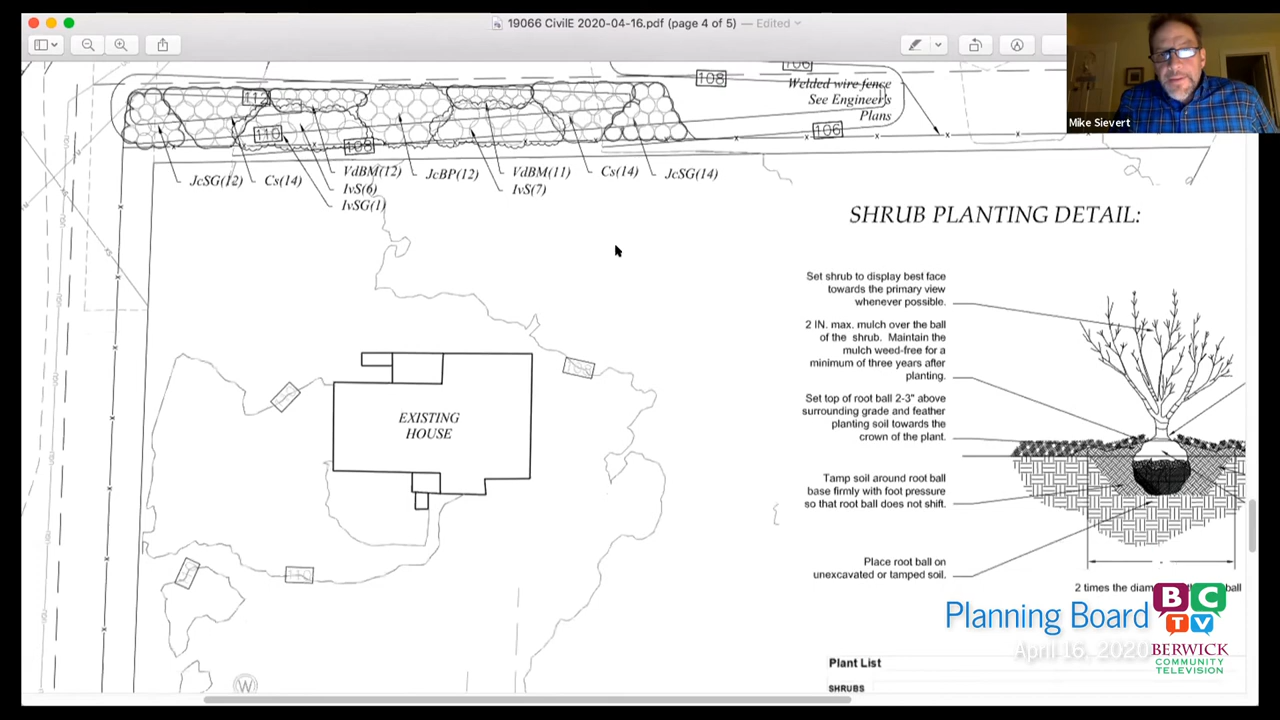 19066 CivilE 2020-04-16.pdf (page 4 of 5) — Edited
Mike Sievert
108
106
Welded wire fence
See Engineer's
Plans
106
112
110
108
JcSG(12)
Cs(14)
VdBM(12)
IvS(6)
IvSG(1)
JcBP(12)
VdBM(11)
IvS(7)
Cs(14)
JcSG(14)
SHRUB PLANTING DETAIL:
Set shrub to display best face
towards the primary view
whenever possible.
2 IN. max. mulch over the ball
of the shrub. Maintain the
mulch weed-free for a
minimum of three years after
planting.
Set top of root ball 2-3" above
surrounding grade and feather
planting soil towards the
crown of the plant.
Tamp soil around root ball
base firmly with foot pressure
so that root ball does not shift.
Place root ball on
unexcavated or tamped soil.
2 times the diam
ball
EXISTING
HOUSE
W
Planning Board
April 16, 2020
BC
TV
BERWICK
COMMUNITY
TELEVISION
Plant List
SHRUBS